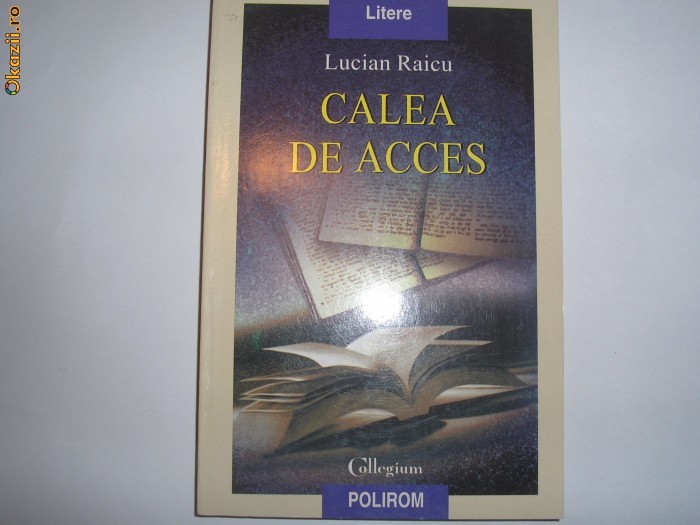 Okazii.ro
Litere
Lucian Raicu
CALEA
DE ACCES
Collegium
POLIROM